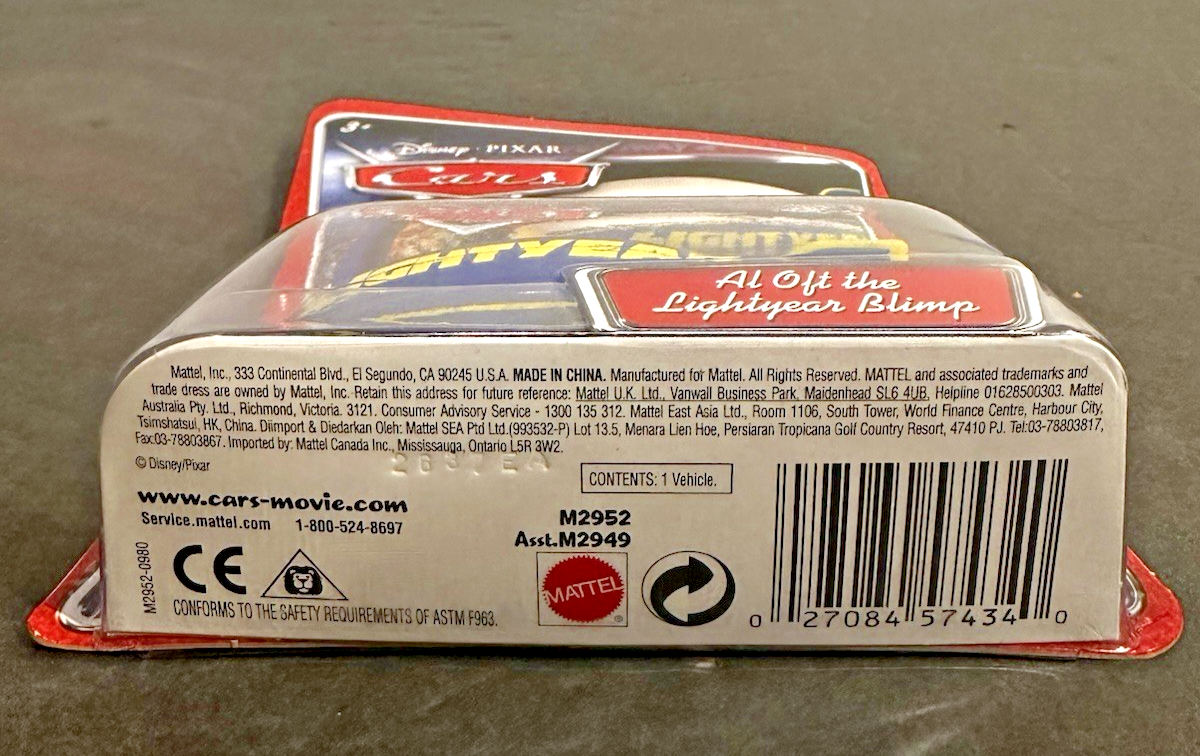 3+
Disney · PIXAR
Cars
LIGHTYEAR
Al Oft the
Lightyear Blimp
Mattel, Inc., 333 Continental Blvd., El Segundo, CA 90245 U.S.A. MADE IN CHINA. Manufactured for Mattel. All Rights Reserved. MATTEL and associated trademarks and
trade dress are owned by Mattel, Inc. Retain this address for future reference: Mattel U.K. Ltd., Vanwall Business Park, Maidenhead SL6 4UB. Helpline 01628500303. Mattel
Australia Pty. Ltd., Richmond, Victoria. 3121. Consumer Advisory Service - 1300 135 312. Mattel East Asia Ltd., Room 1106, South Tower, World Finance Centre, Harbour City,
Tsimshatsui, HK, China. Diimport & Diedarkan Oleh: Mattel SEA Ptd Ltd.(993532-P) Lot 13.5, Menara Lien Hoe, Persiaran Tropicana Golf Country Resort, 47410 PJ. Tel:03-78803817,
Fax:03-78803867. Imported by: Mattel Canada Inc., Mississauga, Ontario L5R 3W2.
© Disney/Pixar
CONTENTS: 1 Vehicle.
www.cars-movie.com
Service.mattel.com 1-800-524-8697
M2952
Asst.M2949
M2952-0980
CE
MATTEL
®
CONFORMS TO THE SAFETY REQUIREMENTS OF ASTM F963.
0 27084 57434 0